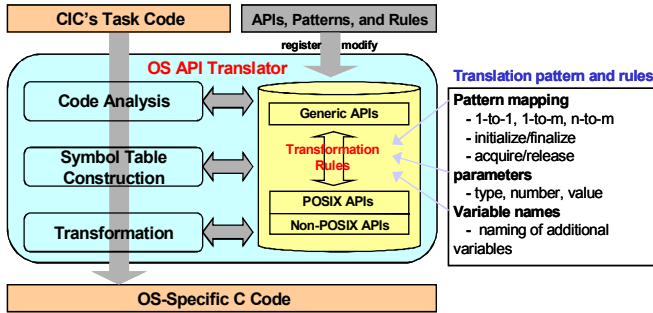 CIC's Task Code
APIs, Patterns, and Rules
register modify
OS API Translator
Code Analysis
Symbol Table
Construction
Transformation
Generic APIs
Transformation
Rules
POSIX APIs
Non-POSIX APIs
OS-Specific C Code
Translation pattern and rules
Pattern mapping
- 1-to-1, 1-to-m, n-to-m
- initialize/finalize
- acquire/release
parameters
- type, number, value
Variable names
- naming of additional
variables